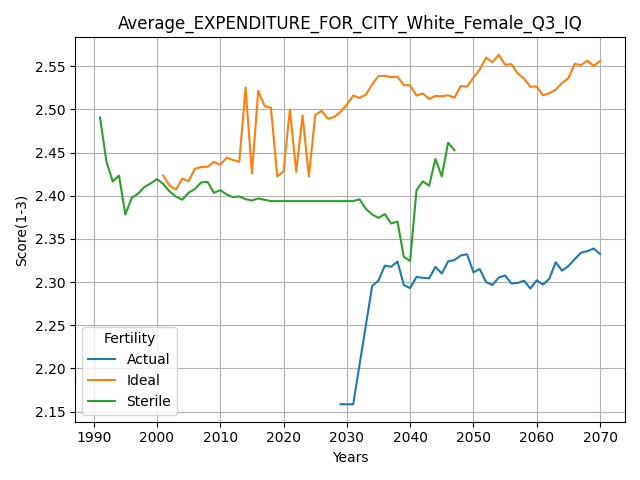 Average_EXPENDITURE_FOR_CITY_White_Female_Q3_IQ
Score(1-3)
2.55
2.50
2.45
2.40
2.35
2.30
2.25
2.20
2.15
Fertility
Actual
Ideal
Sterile
1990 2000 2010 2020 2030 2040 2050 2060 2070
Years